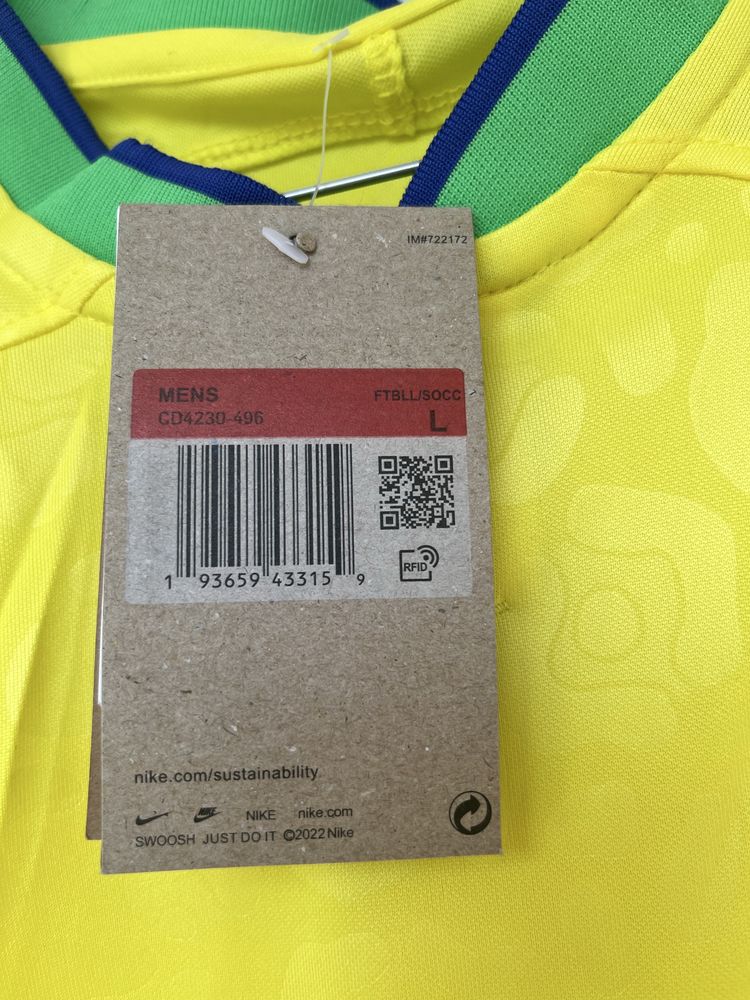 IM#722172
MENS FTBLL/SOCC
CD4230-496 L
1 93659 43315 9
RFID
nike.com/sustainability
NIKE nike.com
SWOOSH JUST DO IT ©2022 Nike